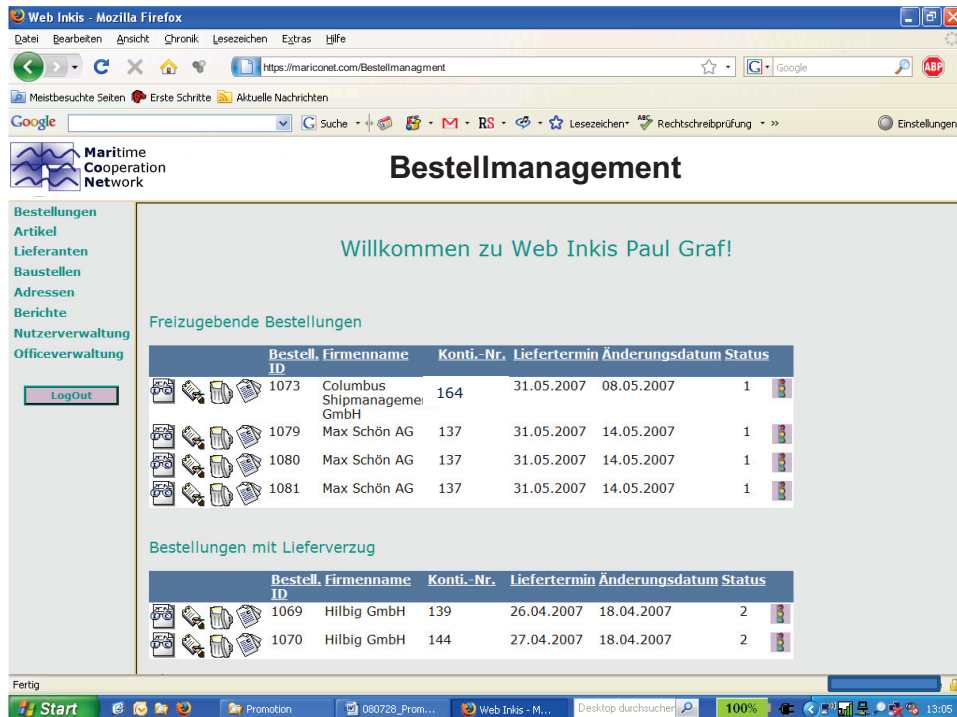 Web Inkis - Mozilla Firefox
Datei Bearbeiten Ansicht Chronik Lesezeichen Extras Hilfe
https://mariconet.com/Bestellmanagment
G Google
ABP
Meistbesuchte Seiten Erste Schritte Aktuelle Nachrichten
Google G Suche RS Lesezeichen ABC Rechtschreibprüfung » Einstellungen
Maritime
Cooperation
Network
Bestellmanagement
Bestellungen
Artikel
Lieferanten
Baustellen
Adressen
Berichte
Nutzerverwaltung
Officeverwaltung
LogOut
Willkommen zu Web Inkis Paul Graf!
Freizugebende Bestellungen
Bestell. Firmenname Konti.-Nr. Liefertermin Änderungsdatum Status
ID
1073 Columbus 164 31.05.2007 08.05.2007 1
Shipmanageme
GmbH
1079 Max Schön AG 137 31.05.2007 14.05.2007 1
1080 Max Schön AG 137 31.05.2007 14.05.2007 1
1081 Max Schön AG 137 31.05.2007 14.05.2007 1
Bestellungen mit Lieferverzug
Bestell. Firmenname Konti.-Nr. Liefertermin Änderungsdatum Status
ID
1069 Hilbig GmbH 139 26.04.2007 18.04.2007 2
1070 Hilbig GmbH 144 27.04.2007 18.04.2007 2
Fertig
Start Promotion 080728_Prom... Web Inkis - M... Desktop durchsuchen 100% 13:05